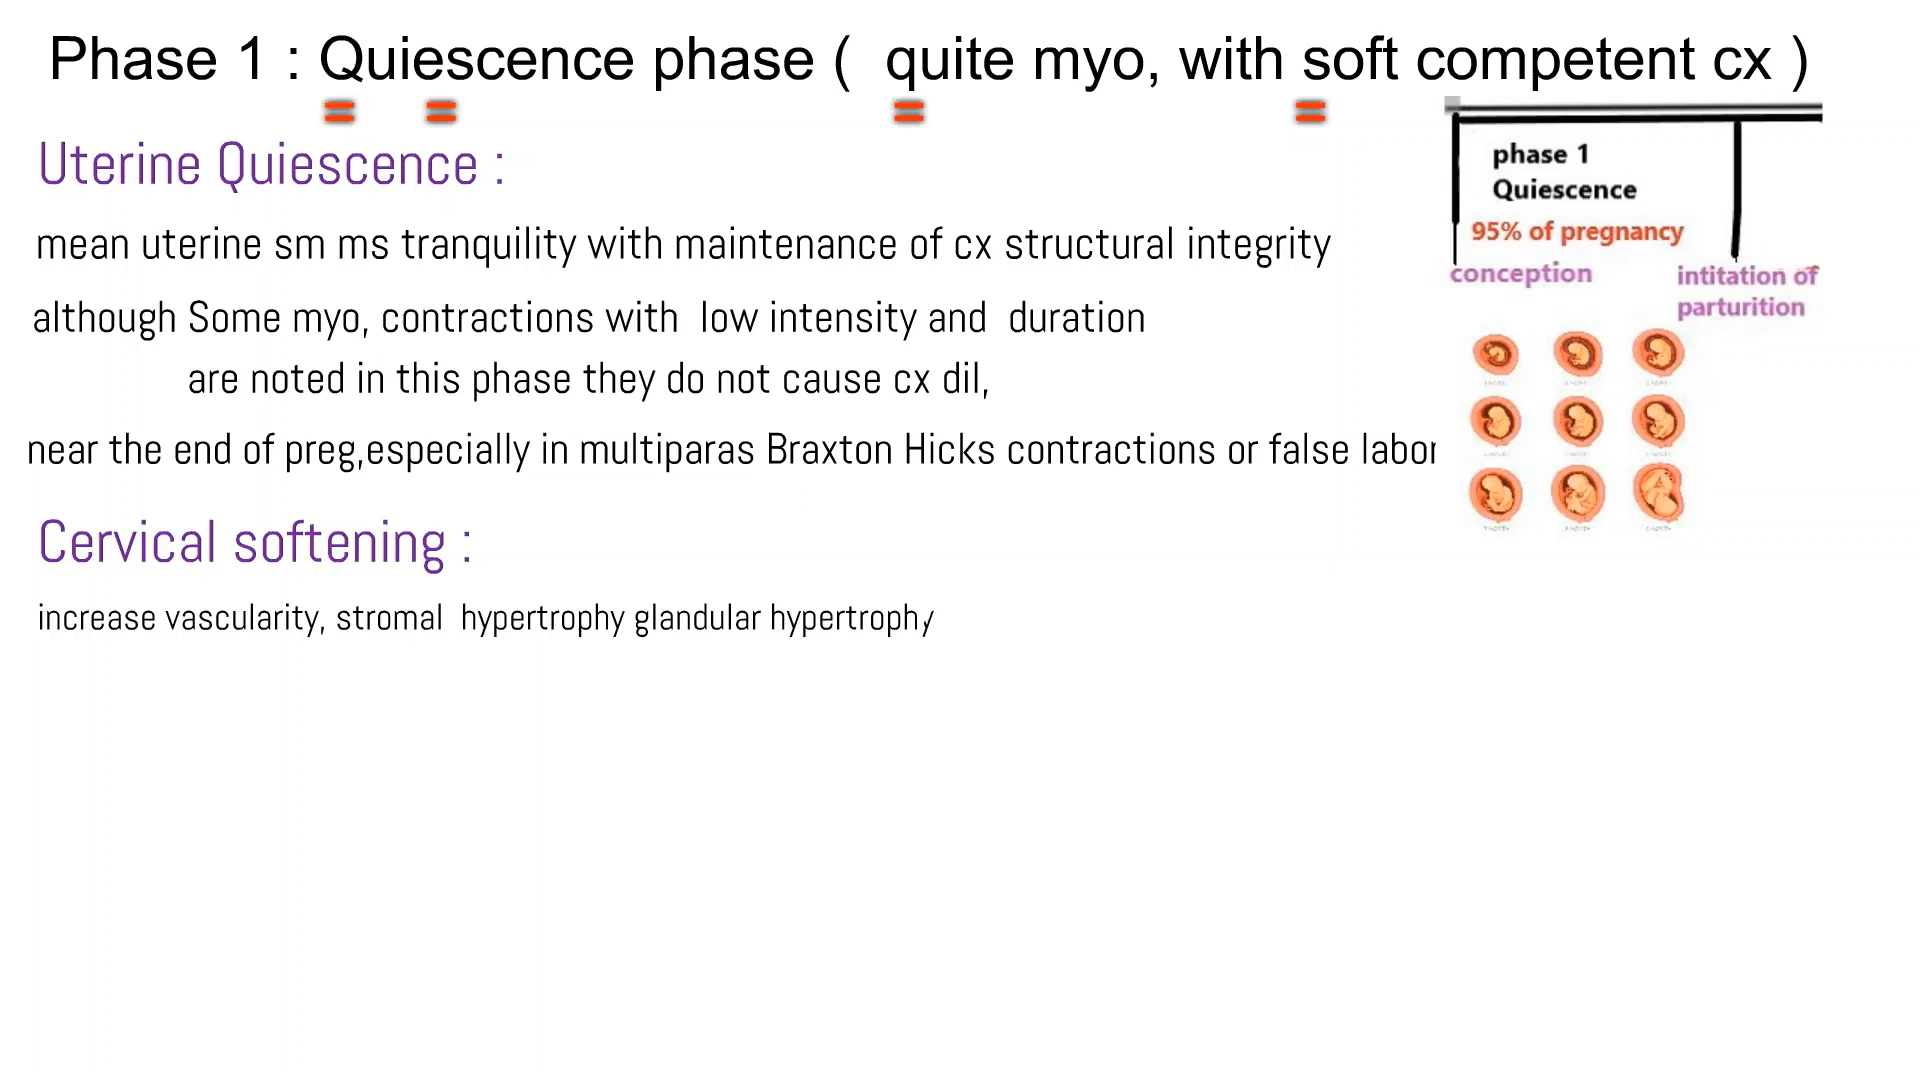 Phase 1 : Quiescence phase ( quite myo, with soft competent cx )
Uterine Quiescence :
mean uterine sm ms tranquility with maintenance of cx structural integrity
although Some myo, contractions with low intensity and duration
are noted in this phase they do not cause cx dil,
near the end of preg,especially in multiparas Braxton Hicks contractions or false labor
Cervical softening :
increase vascularity, stromal hypertrophy glandular hypertrophy
phase 1
Quiescence
95% of pregnancy
conception
intitation of
parturition